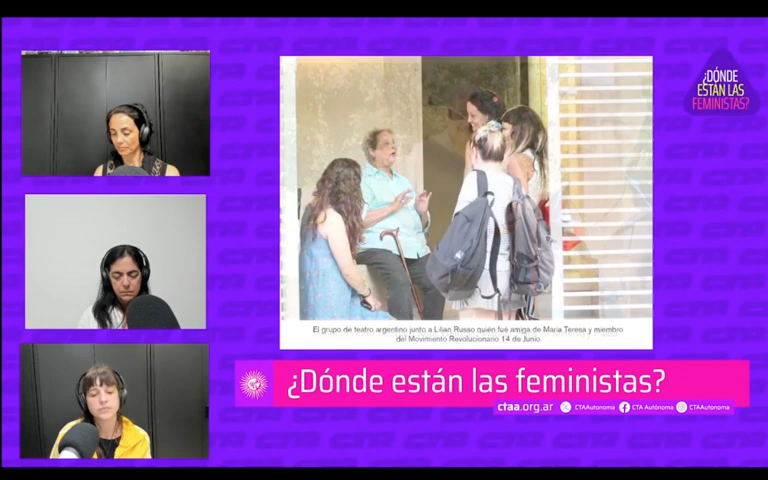 ¿DÓNDE
ESTÁN LAS
FEMINISTAS?
El grupo de teatro argentino junto a Lilian Russo quién fué amiga de Maria Teresa y miembro
del Movimiento Revolucionario 14 de Junio.
¿Dónde están las feministas?
ctaa.org.ar CTAAutonoma CTA Autónoma CTAAutonoma